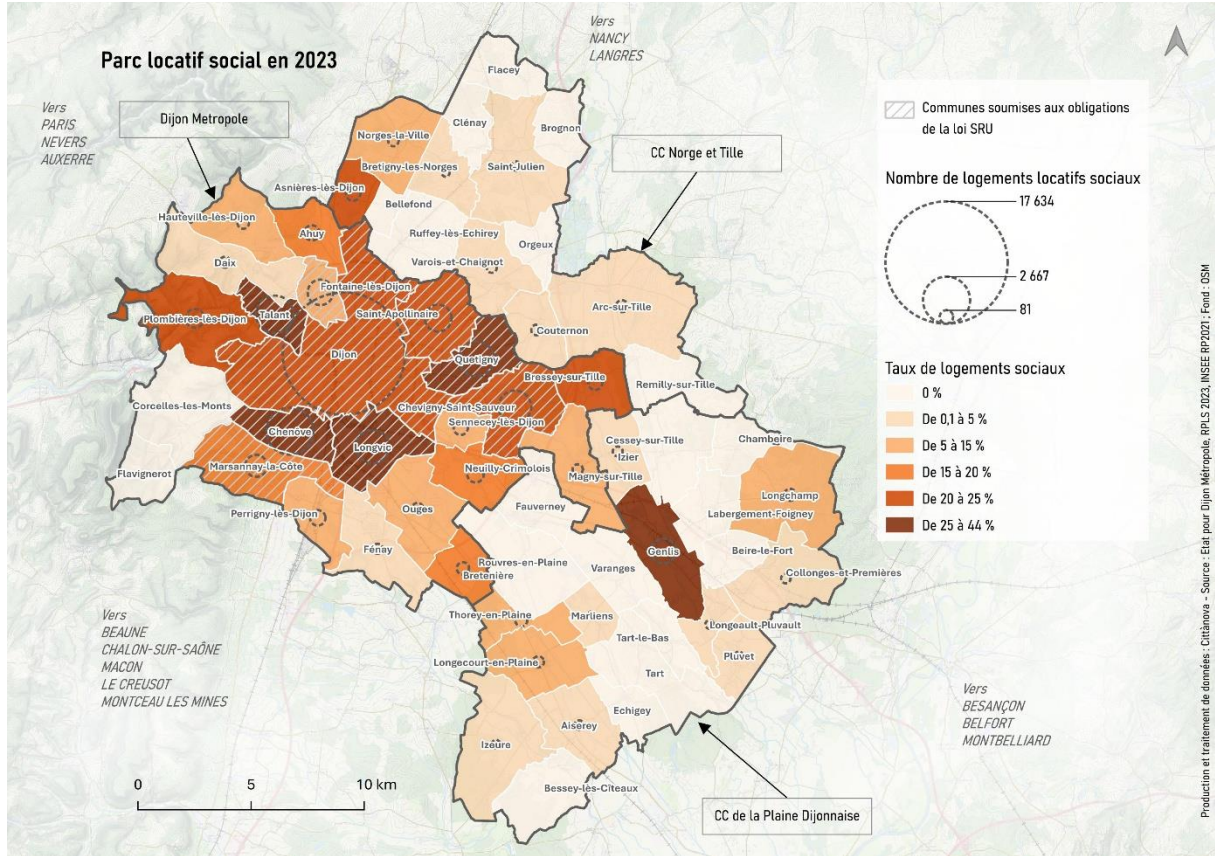 Parc locatif social en 2023
Vers
NANCY
LANGRES
Vers
PARIS
NEVERS
AUXERRE
Dijon Metropole
CC Norge et Tille
Flacey
Clénay
Brognon
Norges-la-Ville
Bretigny-les-Norges
Saint-Julien
Asnières-lès-Dijon
Bellefond
Hauteville-lès-Dijon
Ahuy
Ruffey-lès-Echirey
Orgeux
Daix
Varois-et-Chaignot
Fontaine-lès-Dijon
Arc-sur-Tille
Talant
Saint-Apollinaire
Plombières-lès-Dijon
Couternon
Dijon
Quetigny
Bressey-sur-Tille
Remilly-sur-Tille
Corcelles-les-Monts
Chevigny-Saint-Sauveur
Sennecey-lès-Dijon
Chenôve
Cessey-sur-Tille
Chambeire
Longvic
Izier
Marsannay-la-Côte
Neuilly-Crimolois
Flavignerot
Magny-sur-Tille
Longchamp
Fauverney
Labergement-Foigney
Ouges
Perrigny-lès-Dijon
Fénay
Genlis
Beire-le-Fort
Rouvres-en-Plaine
Varanges
Bretenière
Collonges-et-Premières
Thorey-en-Plaine
Marliens
Longeault-Pluvault
Tart-le-Bas
Pluvet
Longecourt-en-Plaine
Tart
Echigey
Aiserey
Izeure
Bessey-lès-Cîteaux
Vers
BEAUNE
CHALON-SUR-SAÔNE
MACON
LE CREUSOT
MONTCEAU LES MINES
Vers
BESANÇON
BELFORT
MONTBELLIARD
CC de la Plaine Dijonnaise
0 5 10 km
Communes soumises aux obligations
de la loi SRU
Nombre de logements locatifs sociaux
17 634
2 667
81
Taux de logements sociaux
0 %
De 0,1 à 5 %
De 5 à 15 %
De 15 à 20 %
De 20 à 25 %
De 25 à 44 %
Production et traitement de données : Cittànova - Source : Etat pour Dijon Métropole, RPLS 2023, INSEE RP2021 ; Fond : OSM